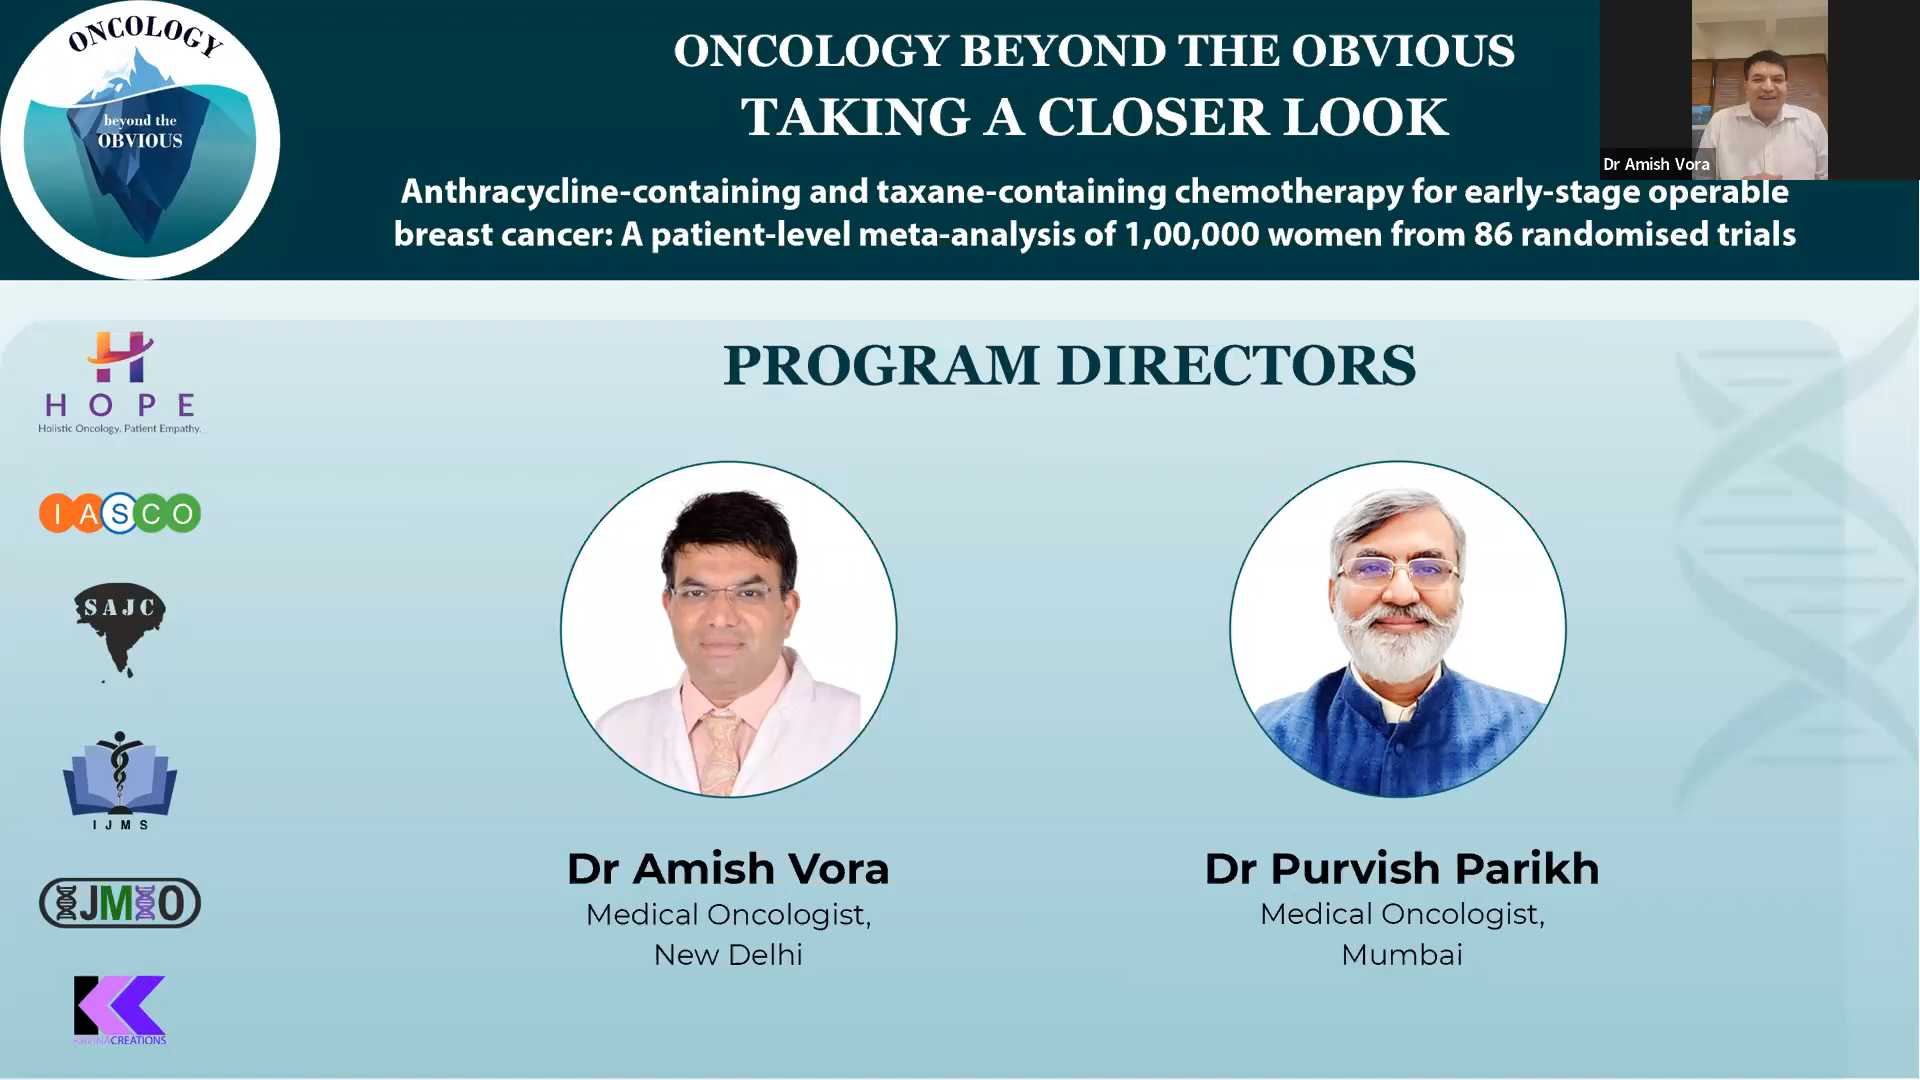 ONCOLOGY
beyond the
OBVIOUS
ONCOLOGY BEYOND THE OBVIOUS
TAKING A CLOSER LOOK
Anthracycline-containing and taxane-containing chemotherapy for early-stage operable
breast cancer: A patient-level meta-analysis of 1,00,000 women from 86 randomised trials
Dr Amish Vora
H O P E
Holistic Oncology. Patient Empathy.
IASCO
SAJC
IJMS
IJMIO
KAVINACREATIONS
PROGRAM DIRECTORS
Dr Amish Vora
Medical Oncologist,
New Delhi
Dr Purvish Parikh
Medical Oncologist,
Mumbai